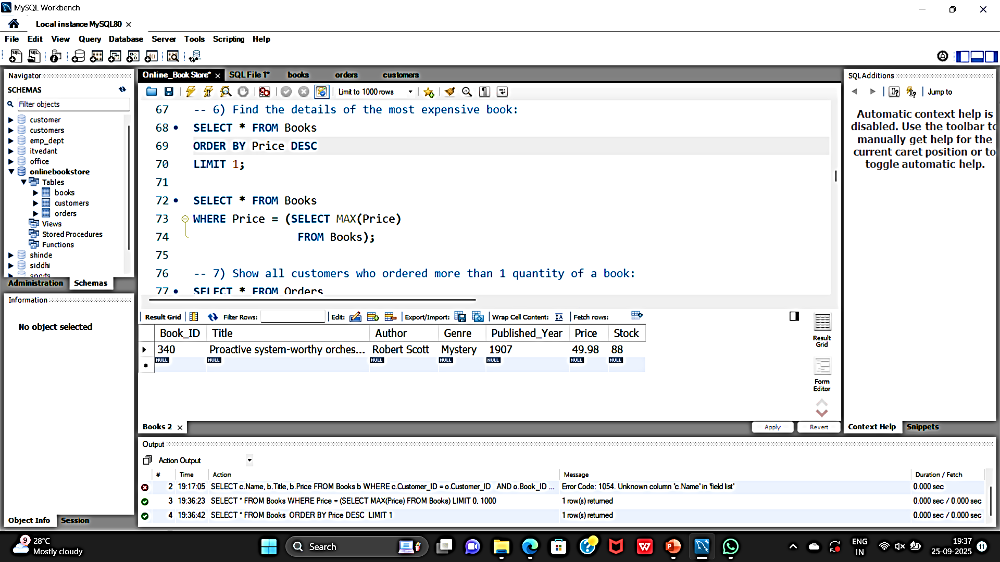 MySQL Workbench
Local instance MySQL80
File Edit View Query Database Server Tools Scripting Help
Navigator
SCHEMAS
Filter objects
customer
customers
emp_dept
itvedant
office
onlinebookstore
Tables
books
customers
orders
Views
Stored Procedures
Functions
shinde
siddhi
sports
Administration Schemas
Information
No object selected
Object Info Session
Online_Book Store* SQL File 1* books orders customers
Limit to 1000 rows
67 -- 6) Find the details of the most expensive book:
68 SELECT * FROM Books
69 ORDER BY Price DESC
70 LIMIT 1;
71
72 SELECT * FROM Books
73 WHERE Price = (SELECT MAX(Price)
74 FROM Books);
75
76 -- 7) Show all customers who ordered more than 1 quantity of a book:
77 SELECT * FROM Orders
Result Grid Filter Rows: Edit: Export/Import: Wrap Cell Content: Fetch rows:
Book_ID Title Author Genre Published_Year Price Stock
340 Proactive system-worthy orches... Robert Scott Mystery 1907 49.98 88
NULL NULL NULL NULL NULL NULL NULL
Result Grid
Form Editor
Books 2
Apply Revert
SQLAdditions
Jump to
Automatic context help is
disabled. Use the toolbar to
manually get help for the
current caret position or to
toggle automatic help.
Context Help Snippets
Output
Action Output
# Time Action Message Duration / Fetch
2 19:17:05 SELECT c.Name, b.Title, b.Price FROM Books b WHERE c.Customer_ID = o.Customer_ID AND o.Book_ID ... Error Code: 1054. Unknown column 'c.Name' in 'field list' 0.000 sec
3 19:36:23 SELECT * FROM Books WHERE Price = (SELECT MAX(Price) FROM Books) LIMIT 0, 1000 1 row(s) returned 0.000 sec / 0.000 sec
4 19:36:42 SELECT * FROM Books ORDER BY Price DESC LIMIT 1 1 row(s) returned 0.000 sec / 0.000 sec
9
28°C
Mostly cloudy
Search
ENG
IN
19:37
25-09-2025
11